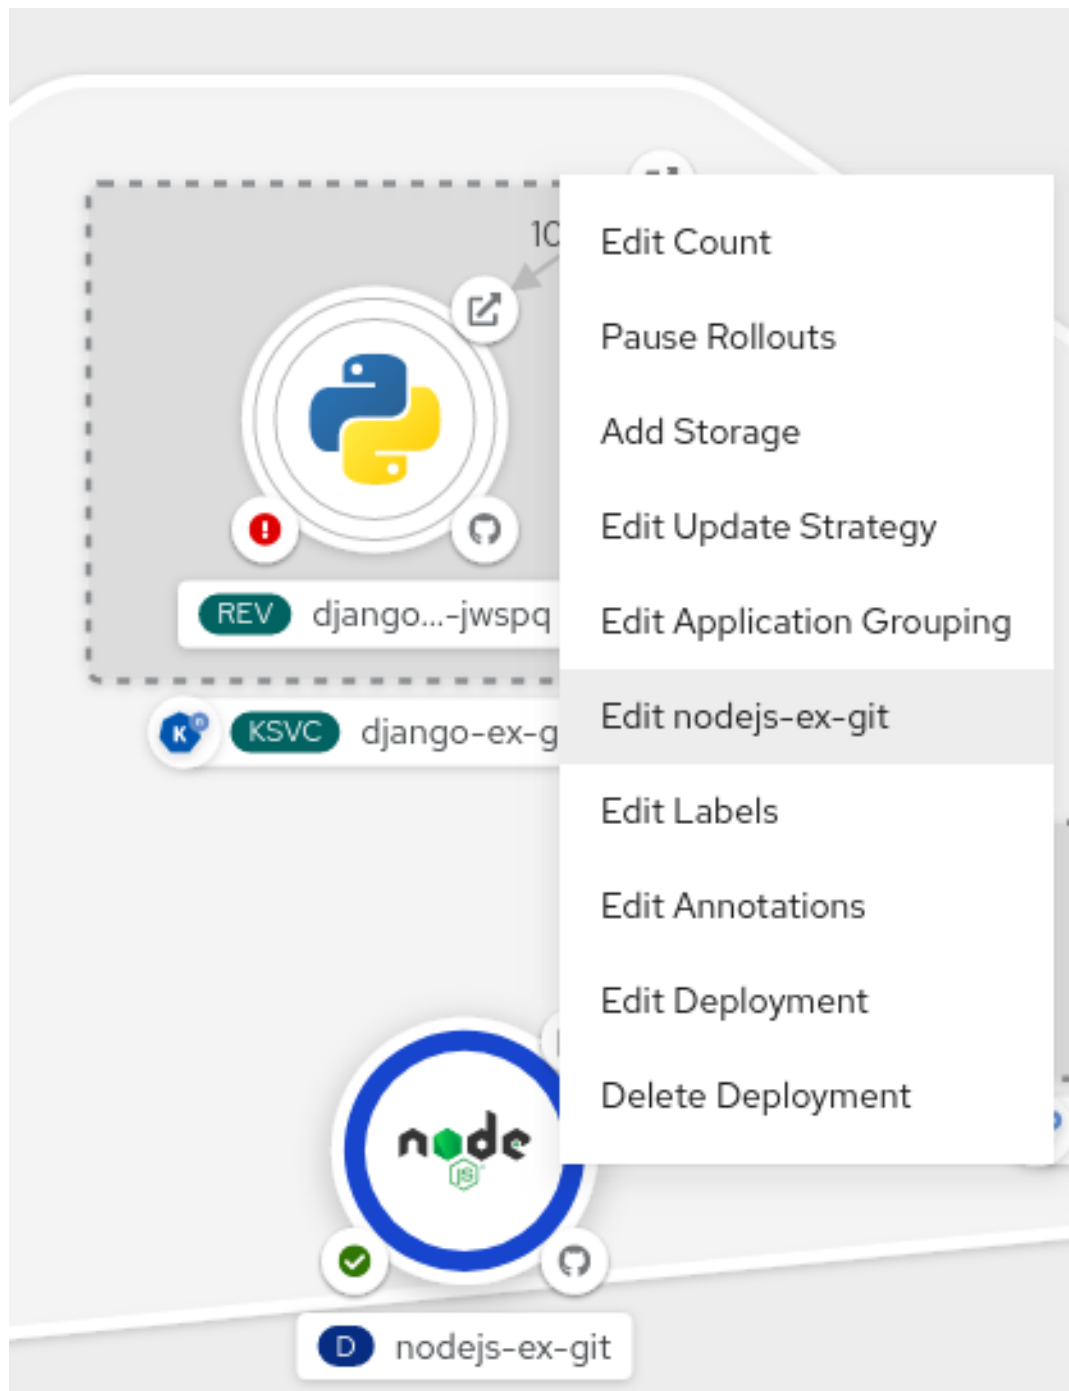 10
Edit Count
Pause Rollouts
Add Storage
Edit Update Strategy
REV django...-jwspq
Edit Application Grouping
KSVC django-ex-g
Edit nodejs-ex-git
Edit Labels
Edit Annotations
Edit Deployment
Delete Deployment
node
JS
D nodejs-ex-git